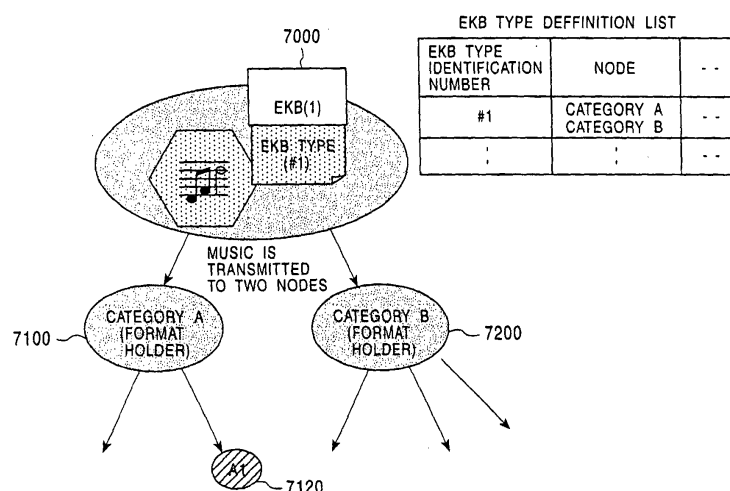 EKB TYPE DEFFINITION LIST
EKB TYPE
IDENTIFICATION
NUMBER
NODE
- -
#1
CATEGORY A
CATEGORY B
- -
- -
7000
EKB(1)
EKB TYPE
(#1)
MUSIC IS
TRANSMITTED
TO TWO NODES
7100
CATEGORY A
(FORMAT
HOLDER)
CATEGORY B
(FORMAT
HOLDER)
7200
A1
7120